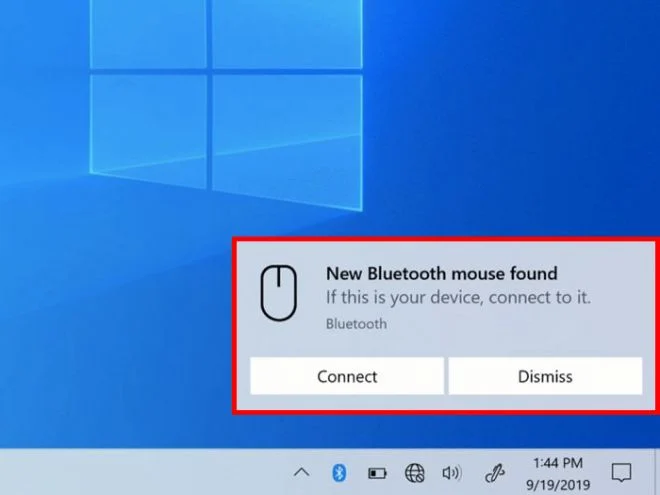 New Bluetooth mouse found
If this is your device, connect to it.
Bluetooth
Connect
Dismiss
1:44 PM
9/19/2019